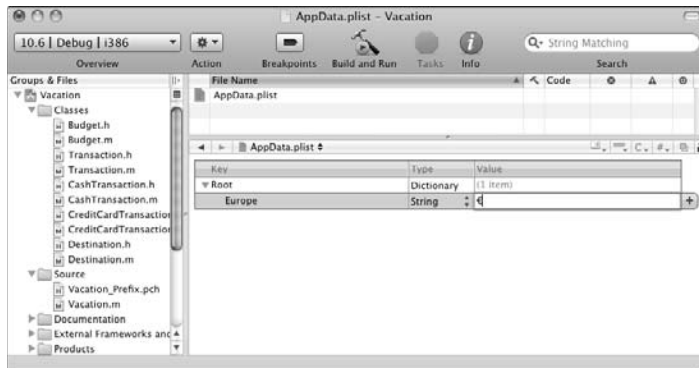 AppData.plist – Vacation
10.6 | Debug | i386
String Matching
Overview
Action
Breakpoints
Build and Run
Tasks
Info
Search
Groups & Files
File Name
Code
Vacation
AppData.plist
Classes
Budget.h
Budget.m
Transaction.h
AppData.plist
Transaction.m
Key
Type
Value
CashTransaction.h
Root
Dictionary
(1 item)
CashTransaction.m
Europe
String
€
CreditCardTransaction
CreditCardTransaction
Destination.h
Destination.m
Source
Vacation_Prefix.pch
Vacation.m
Documentation
External Frameworks and
Products